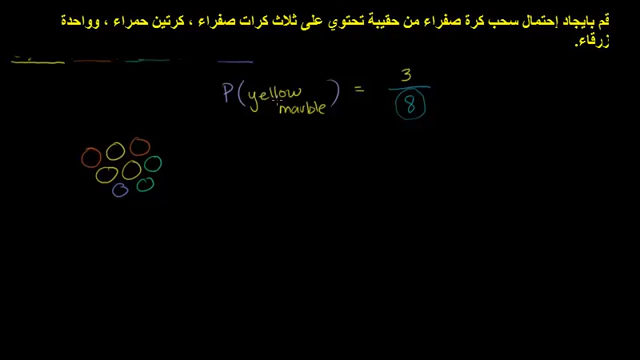 قم بايجاد إحتمال سحب كرة صفراء من حقيبة تحتوي على ثلاث كرات صفراء ، كرتين حمراء ، وواحدة
زرقاء.
P(yellow marble) = 3/8